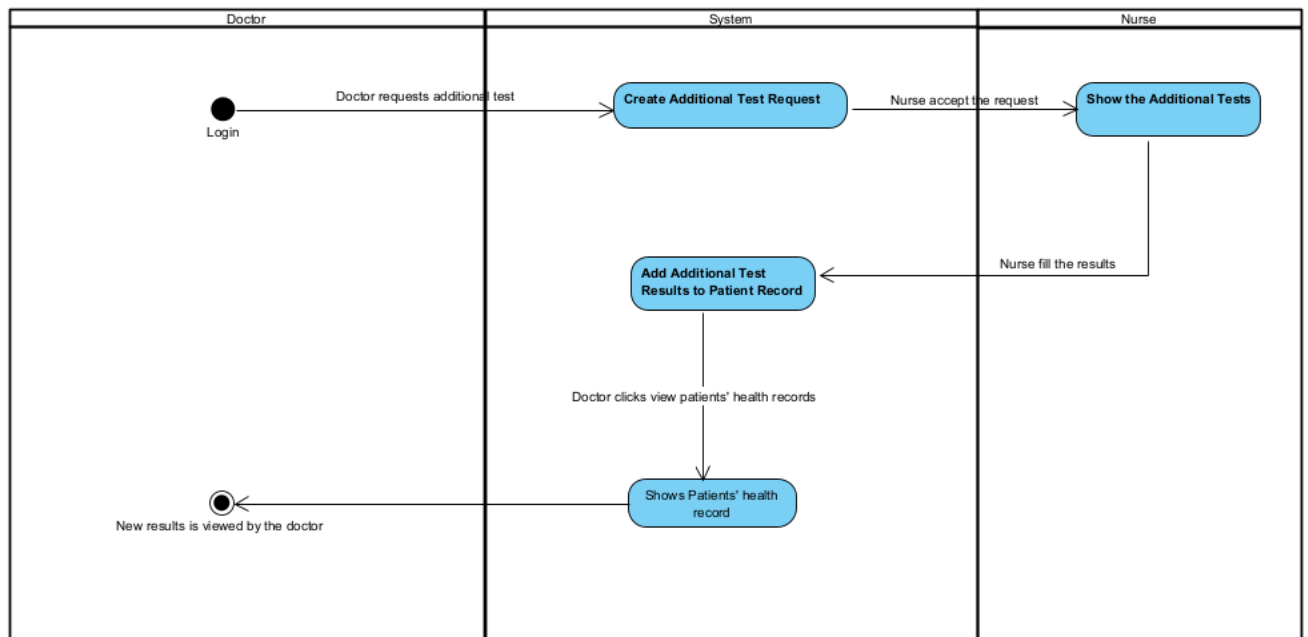 Doctor
System
Nurse
Doctor requests additional test
Create Additional Test Request
Nurse accept the request
Show the Additional Tests
Login
Add Additional Test
Results to Patient Record
Nurse fill the results
Doctor clicks view patients' health records
Shows Patients' health
record
New results is viewed by the doctor